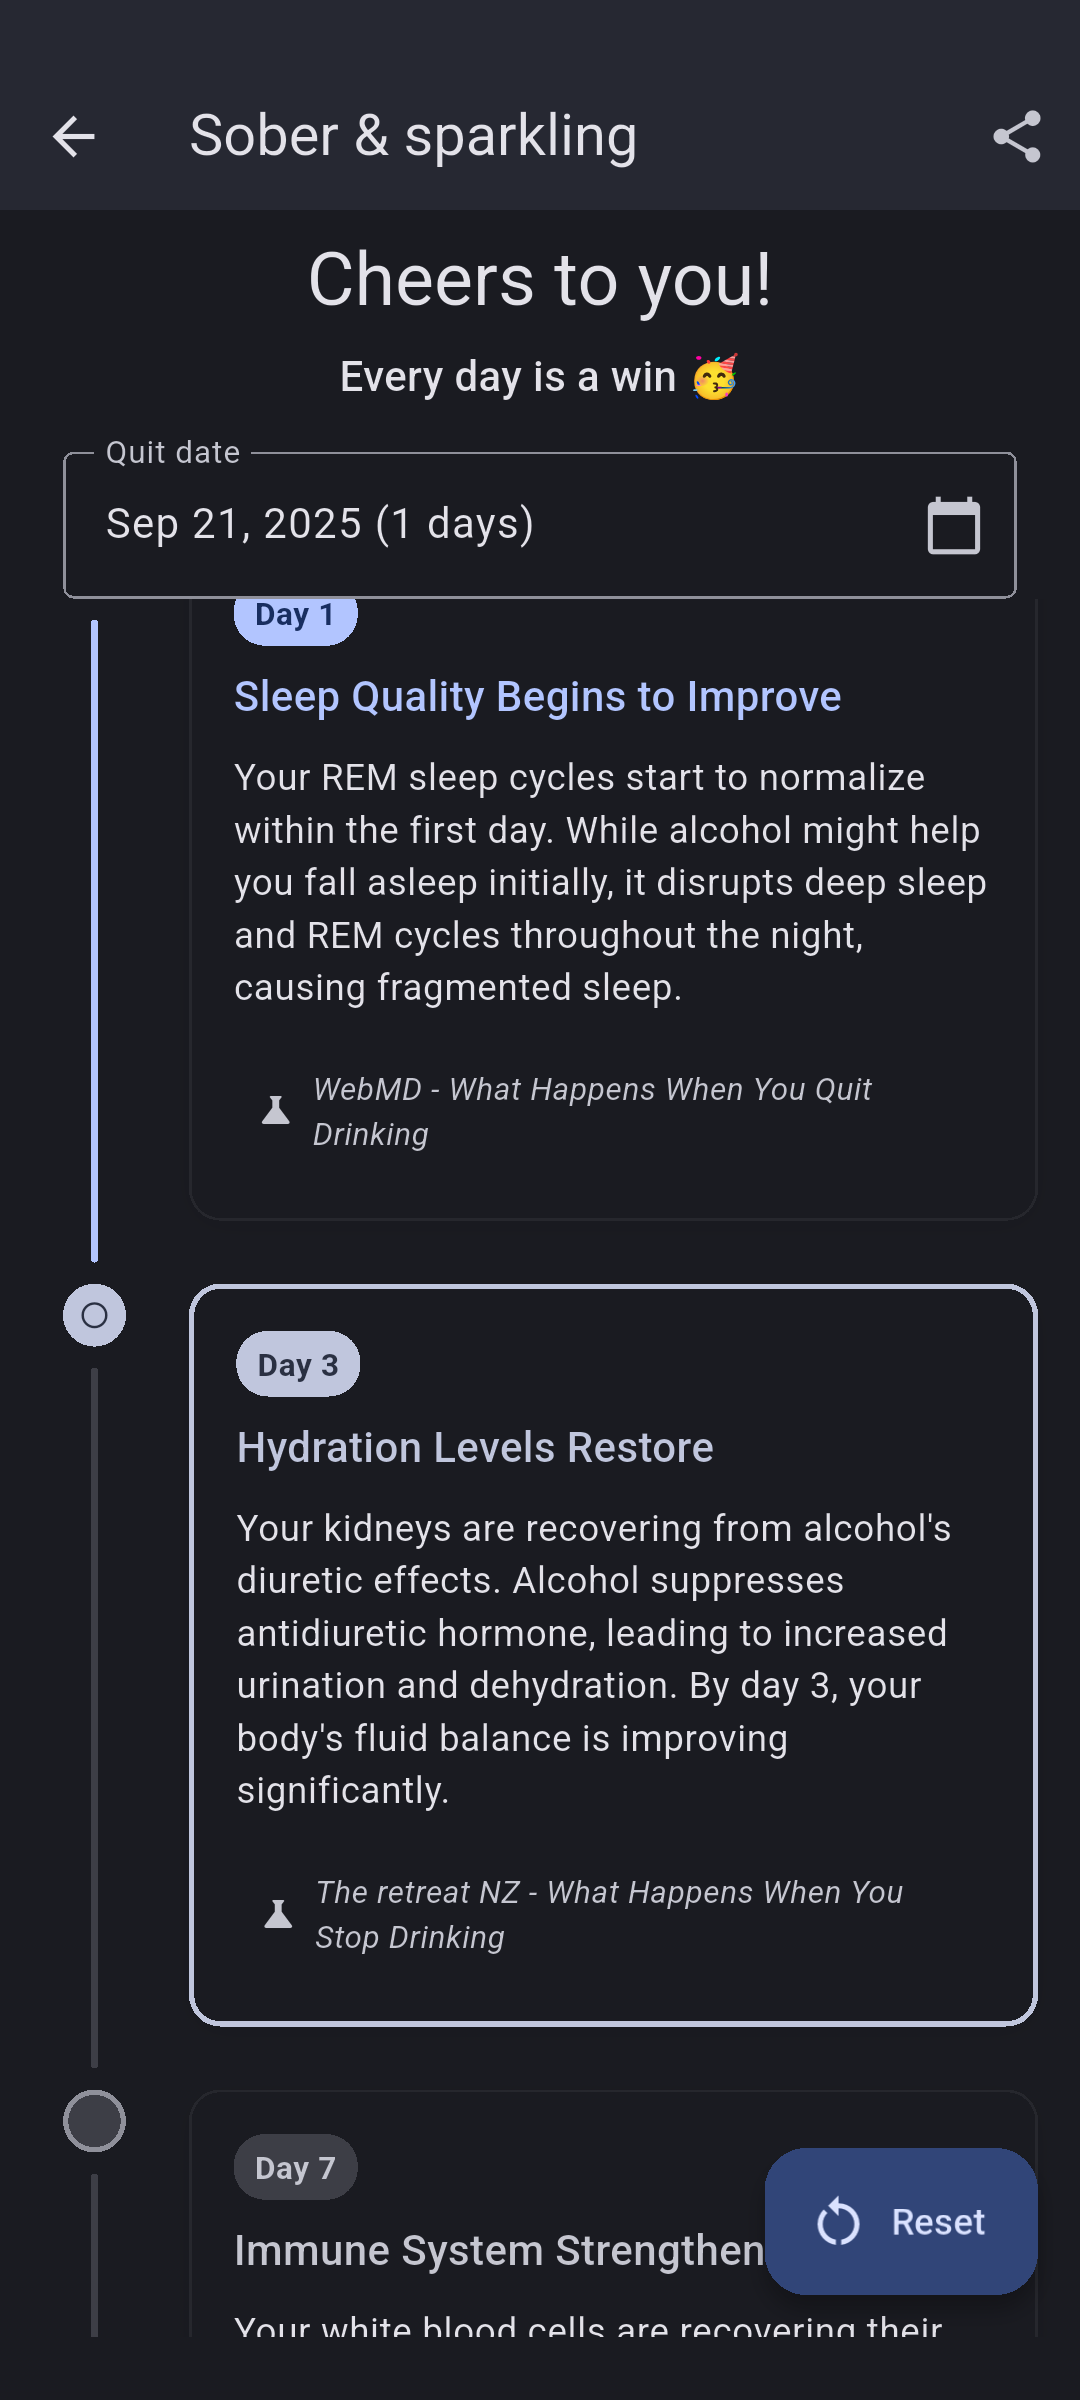 Sober & sparkling
Cheers to you!
Every day is a win 🥳
Quit date
Sep 21, 2025 (1 days)
Day 1
Sleep Quality Begins to Improve
Your REM sleep cycles start to normalize
within the first day. While alcohol might help
you fall asleep initially, it disrupts deep sleep
and REM cycles throughout the night,
causing fragmented sleep.
WebMD - What Happens When You Quit
Drinking
Day 3
Hydration Levels Restore
Your kidneys are recovering from alcohol's
diuretic effects. Alcohol suppresses
antidiuretic hormone, leading to increased
urination and dehydration. By day 3, your
body's fluid balance is improving
significantly.
The retreat NZ - What Happens When You
Stop Drinking
Day 7
Reset
Immune System Strengthen
Your white blood cells are recovering their